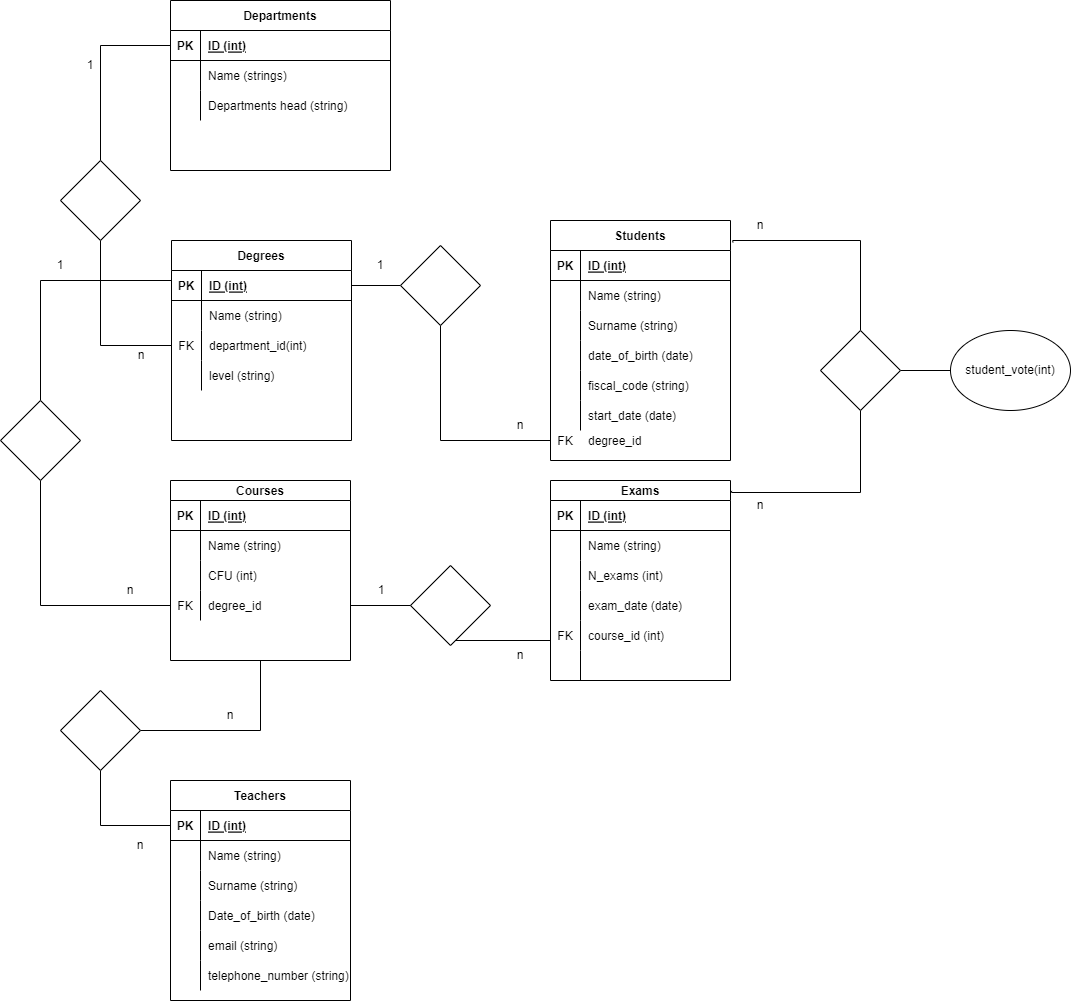 Departments
PK ID (int)
1
Name (strings)
Departments head (string)
n
Students
PK ID (int)
Name (string)
Surname (string)
date_of_birth (date)
fiscal_code (string)
start_date (date)
FK degree_id
1
Degrees
1
PK ID (int)
Name (string)
FK department_id(int)
n
level (string)
student_vote(int)
n
Courses
PK ID (int)
Name (string)
CFU (int)
n
FK degree_id
1
Exams
n
PK ID (int)
Name (string)
N_exams (int)
exam_date (date)
FK course_id (int)
n
n
Teachers
PK ID (int)
n
Name (string)
Surname (string)
Date_of_birth (date)
email (string)
telephone_number (string)